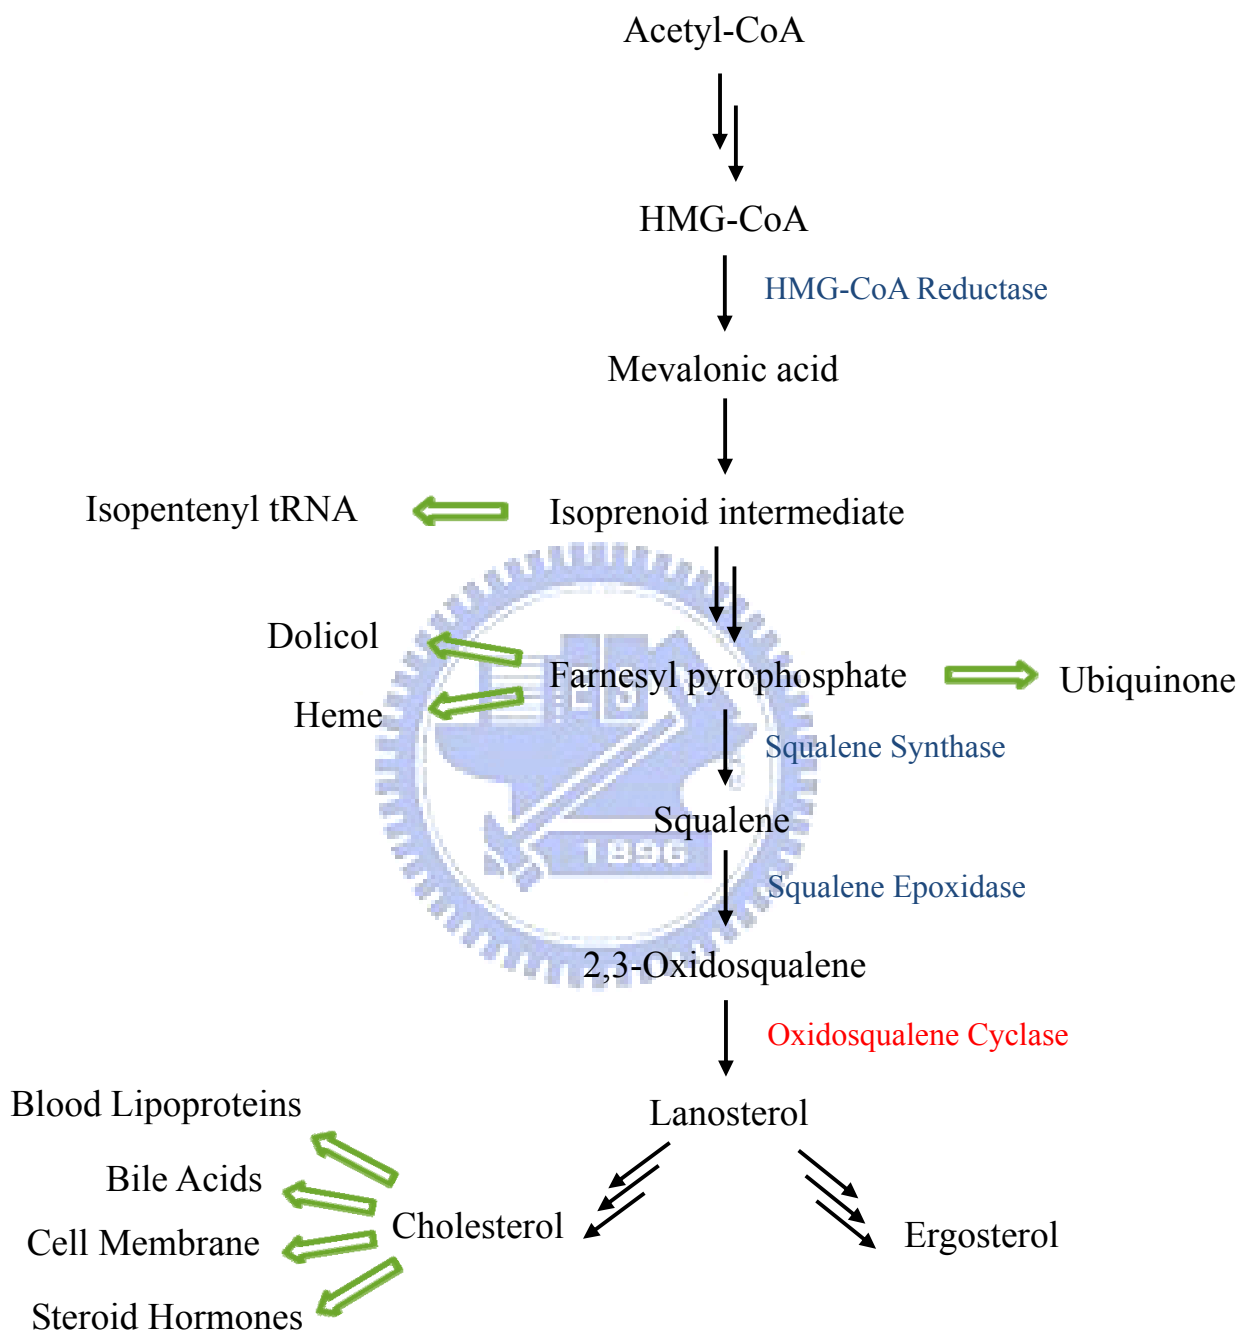 Acetyl-CoA
HMG-CoA
HMG-CoA Reductase
Mevalonic acid
Isopentenyl tRNA
Isoprenoid intermediate
Dolicol
Heme
Farnesyl pyrophosphate
Ubiquinone
Squalene Synthase
Squalene
1896
Squalene Epoxidase
2,3-Oxidosqualene
Oxidosqualene Cyclase
Lanosterol
Blood Lipoproteins
Bile Acids
Cell Membrane
Steroid Hormones
Cholesterol
Ergosterol